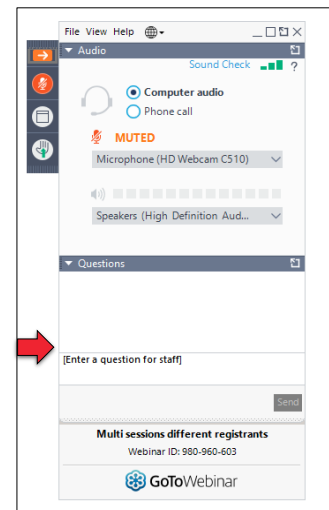 File View Help
Audio
Sound Check ?
Computer audio
Phone call
MUTED
Microphone (HD Webcam C510)
Speakers (High Definition Aud...
Questions
[Enter a question for staff]
Send
Multi sessions different registrants
Webinar ID: 980-960-603
GoToWebinar